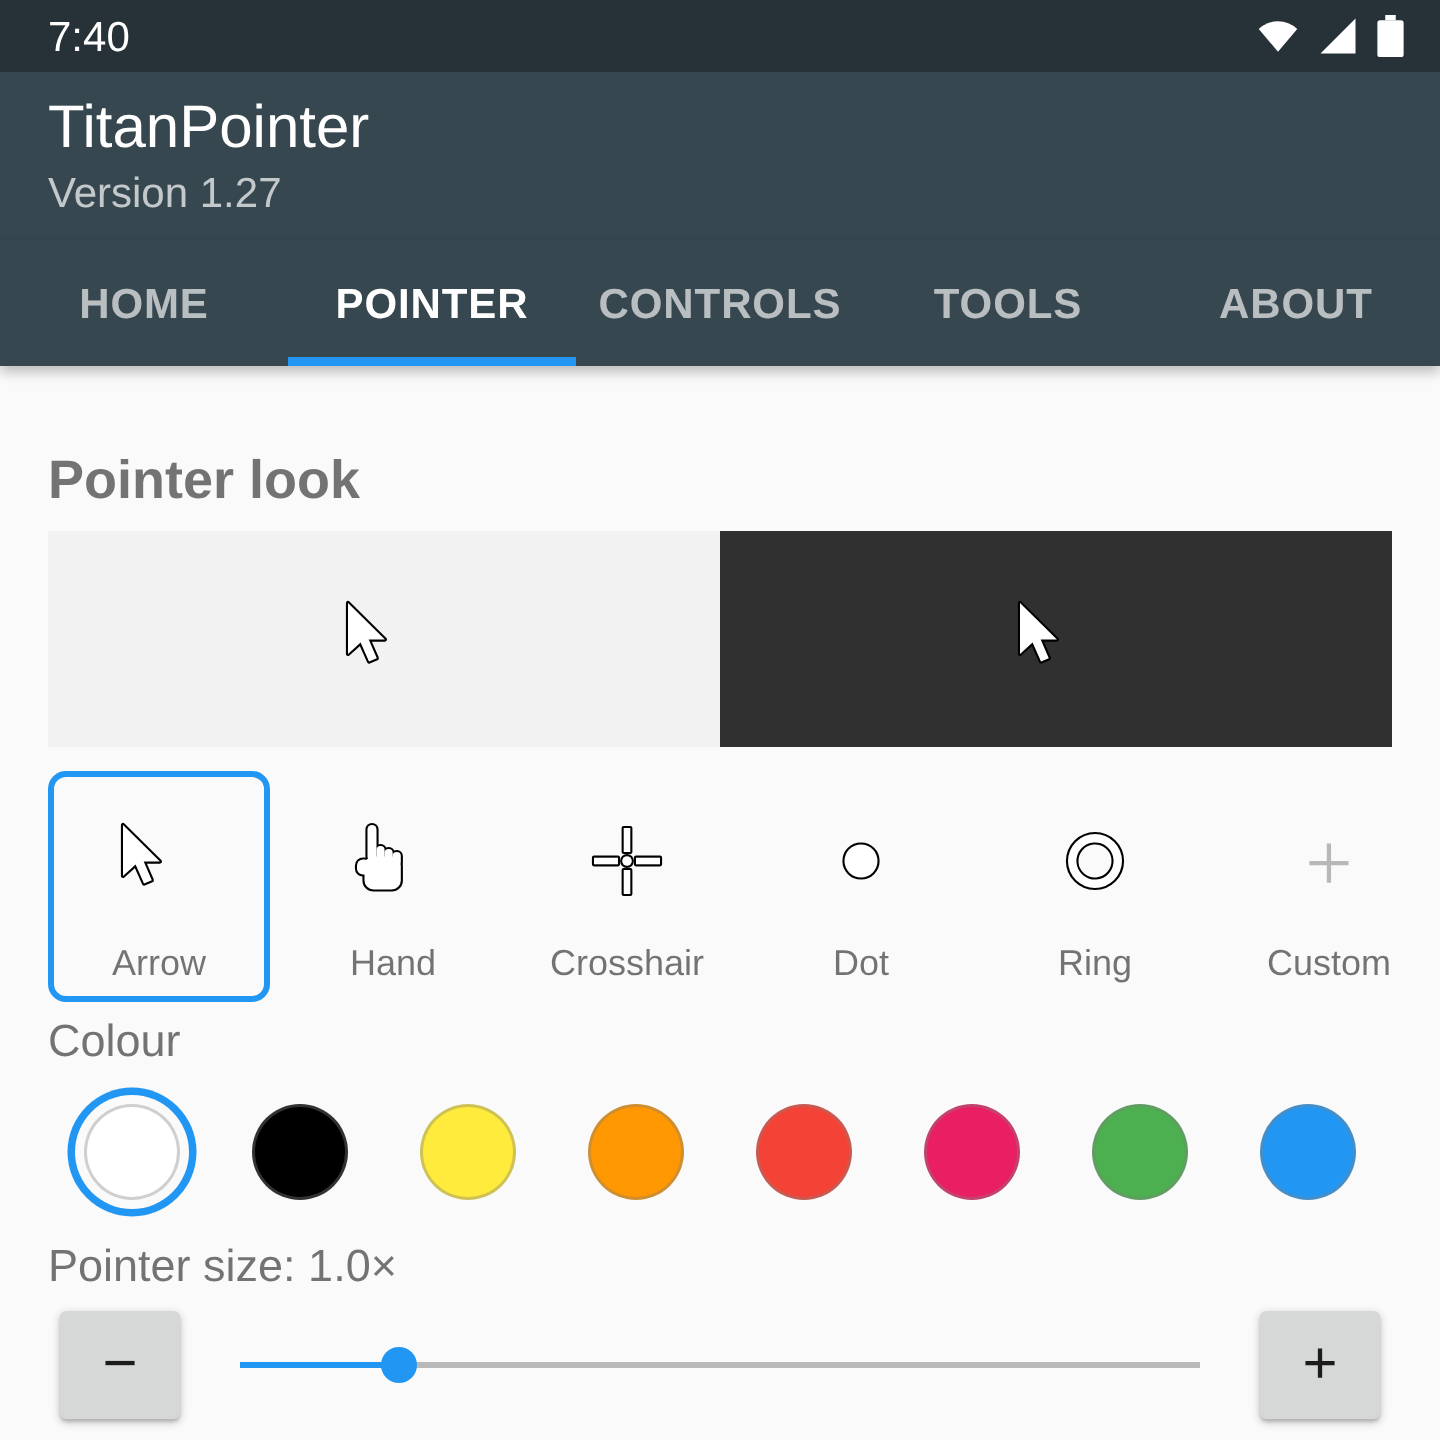 7:40
TitanPointer
Version 1.27
HOME POINTER CONTROLS TOOLS ABOUT
Pointer look
Arrow Hand Crosshair Dot Ring Custom
Colour
Pointer size: 1.0×
− +